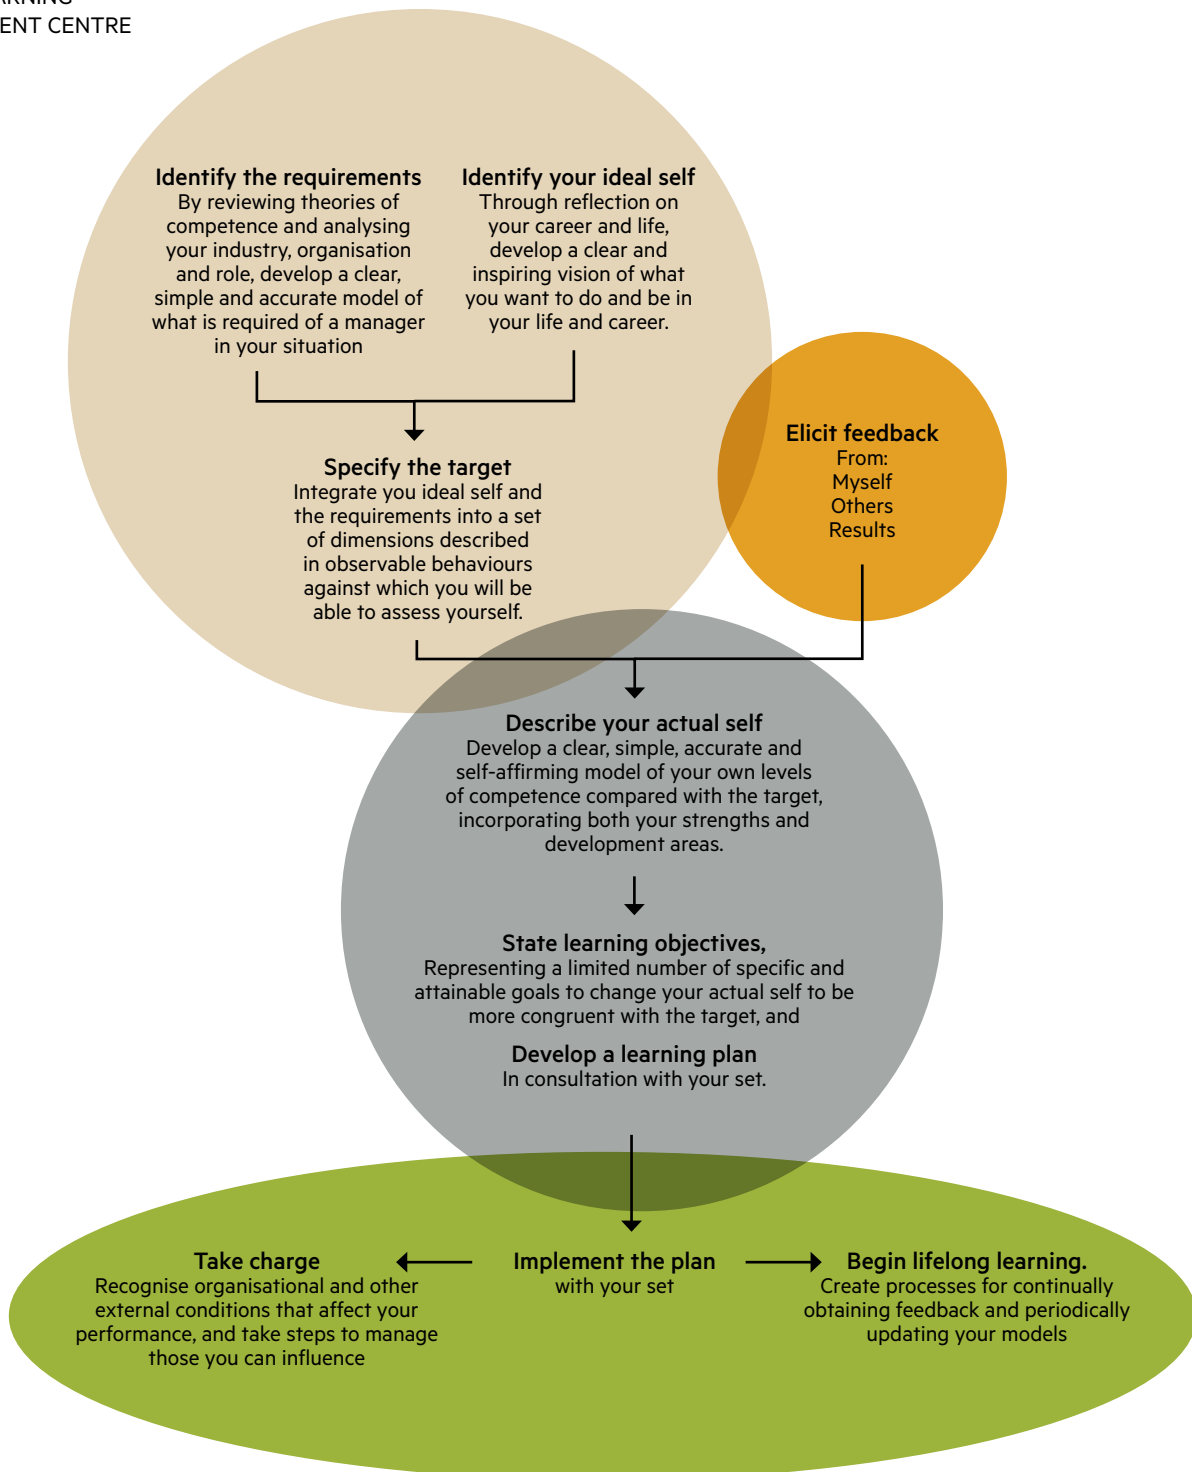 ENT CENTRE
Identify the requirements
By reviewing theories of
competence and analysing
your industry, organisation
and role, develop a clear,
simple and accurate model of
what is required of a manager
in your situation
Identify your ideal self
Through reflection on
your career and life,
develop a clear and
inspiring vision of what
you want to do and be in
your life and career.
Elicit feedback
From:
Myself
Others
Results
Specify the target
Integrate you ideal self and
the requirements into a set
of dimensions described
in observable behaviours
against which you will be
able to assess yourself.
Describe your actual self
Develop a clear, simple, accurate and
self-affirming model of your own levels
of competence compared with the target,
incorporating both your strengths and
development areas.
State learning objectives,
Representing a limited number of specific and
attainable goals to change your actual self to be
more congruent with the target, and
Develop a learning plan
In consultation with your set.
Take charge
Recognise organisational and other
external conditions that affect your
performance, and take steps to manage
those you can influence
Implement the plan
with your set
Begin lifelong learning.
Create processes for continually
obtaining feedback and periodically
updating your models